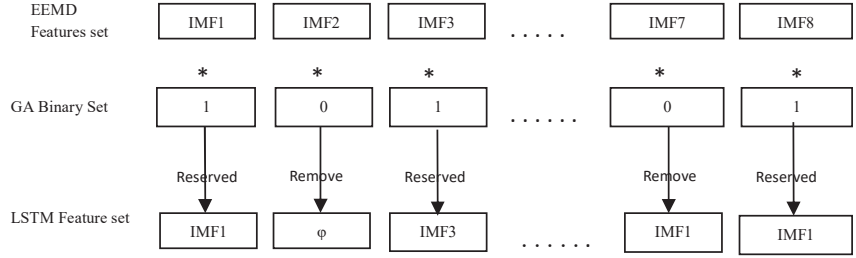 EEMD
Features set
IMF1 IMF2 IMF3 ..... IMF7 IMF8
* * * * *
GA Binary Set 1 0 1 ...... 0 1
Reserved Remove Reserved Remove Reserved
LSTM Feature set
IMF1 φ IMF3 ...... IMF1 IMF1